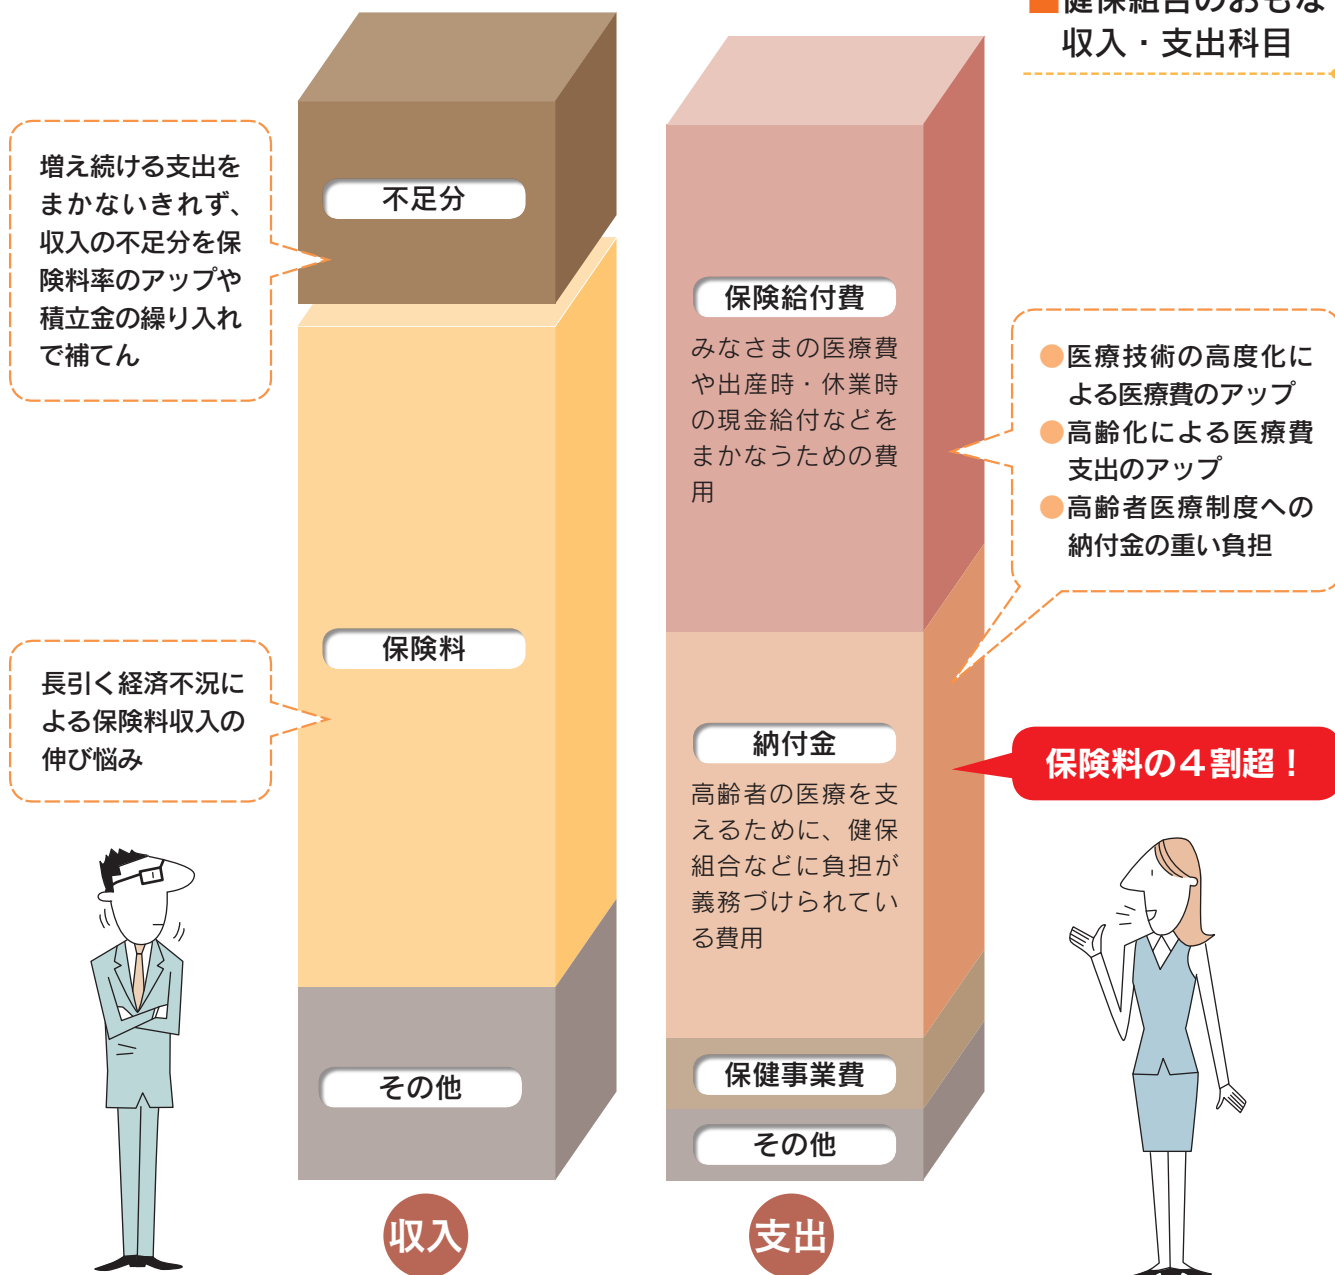 ■健保組合のおもな
収入・支出科目
増え続ける支出を
まかないきれず、
収入の不足分を保
険料率のアップや
積立金の繰り入れ
で補てん
不足分
保険料
長引く経済不況に
よる保険料収入の
伸び悩み
その他
収入
保険給付費
みなさまの医療費
や出産時・休業時
の現金給付などを
まかなうための費
用
●医療技術の高度化に
よる医療費のアップ
●高齢化による医療費
支出のアップ
●高齢者医療制度への
納付金の重い負担
納付金
高齢者の医療を支
えるために、健保
組合などに負担が
義務づけられてい
る費用
保険料の4割超！
保健事業費
その他
支出